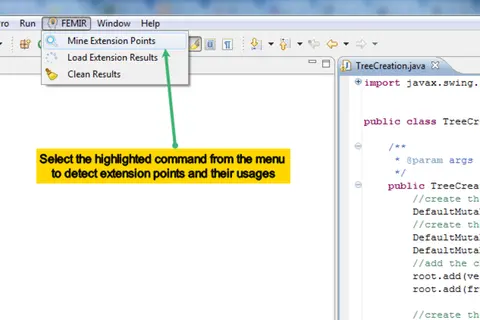 ro Run FEMIR Window Help
Mine Extension Points
Load Extension Results
Clean Results
Select the highlighted command from the menu
to detect extension points and their usages
TreeCreation.java
import javax.swing.
public class TreeC
/**
* @param args
*/
public TreeCrea
//create th
DefaultMuta
//create th
DefaultMuta
DefaultMuta
//add the c
root.add(ve
root.add(fr
//create th